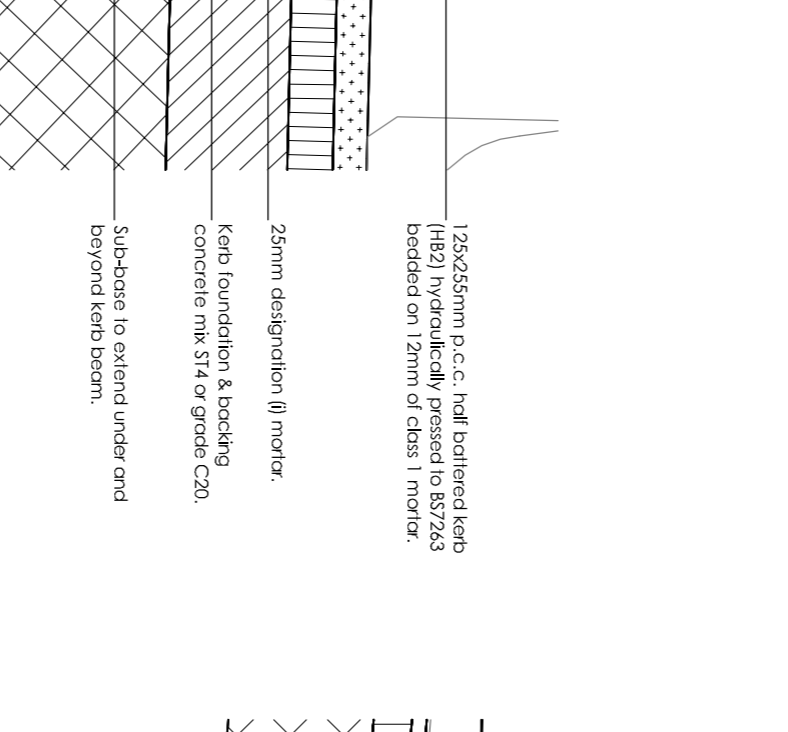 125x255mm p.c.c. half battered kerb
(HB2) hydraulically pressed to BS7263
bedded on 12mm of class 1 mortar.
25mm designation (i) mortar.
Kerb foundation & backing
concrete mix ST4 or grade C20.
Sub-base to extend under and
beyond kerb beam.